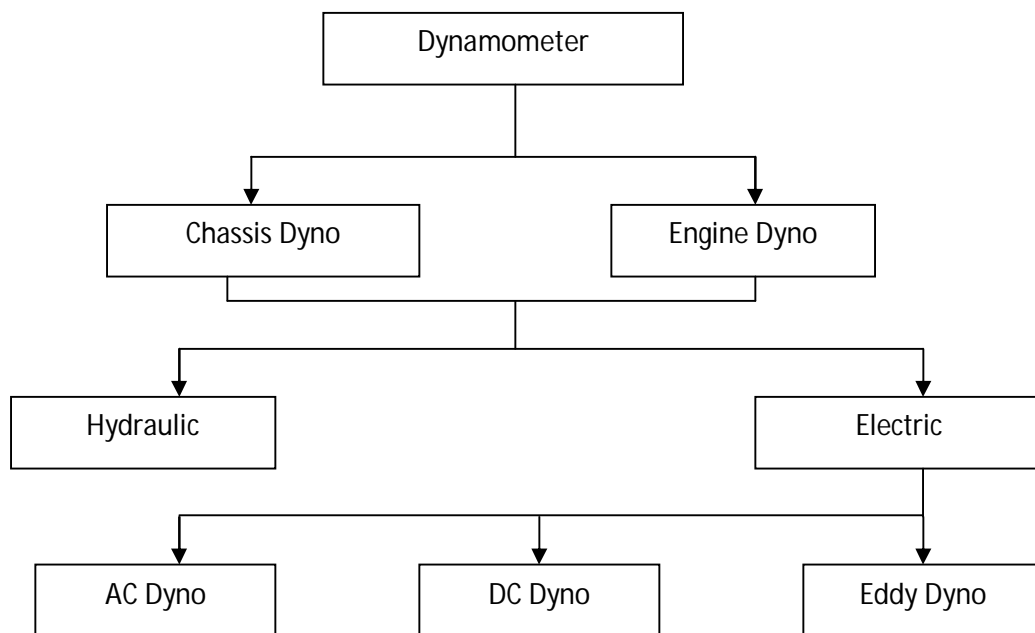 Dynamometer
Chassis Dyno
Engine Dyno
Hydraulic
Electric
AC Dyno
DC Dyno
Eddy Dyno